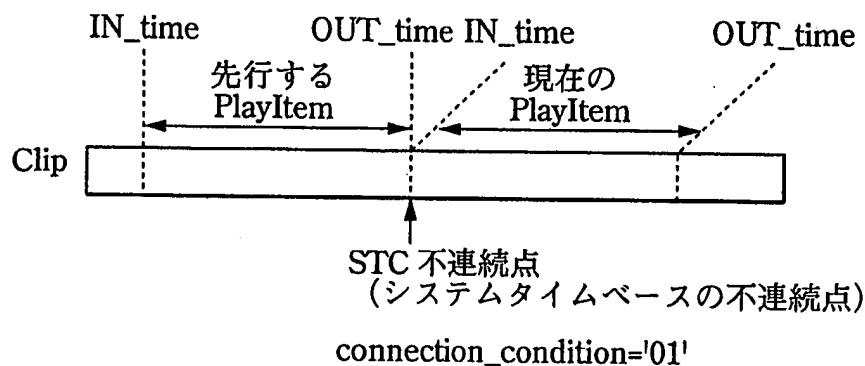 IN_time OUT_time IN_time OUT_time
先行する
PlayItem
現在の
PlayItem
Clip
STC 不連続点
（システムタイムベースの不連続点）
connection_condition='01'